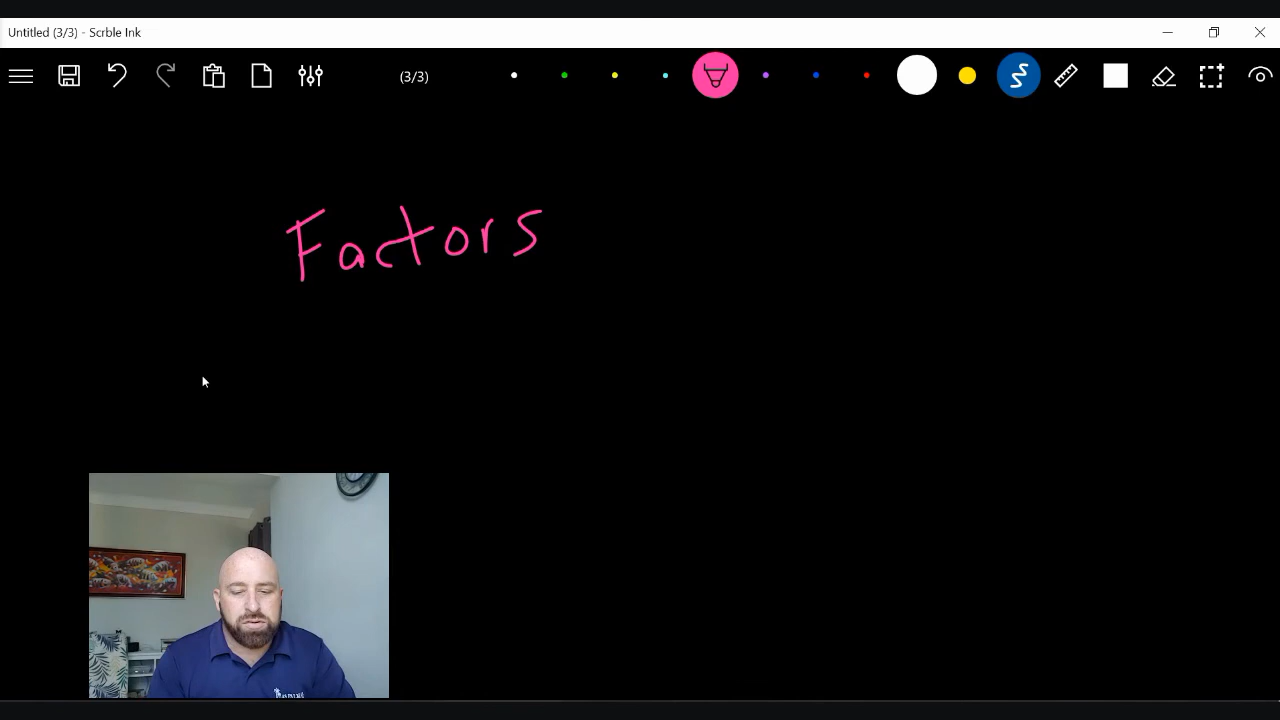 Untitled (3/3) - Scrble Ink
(3/3)
Factors